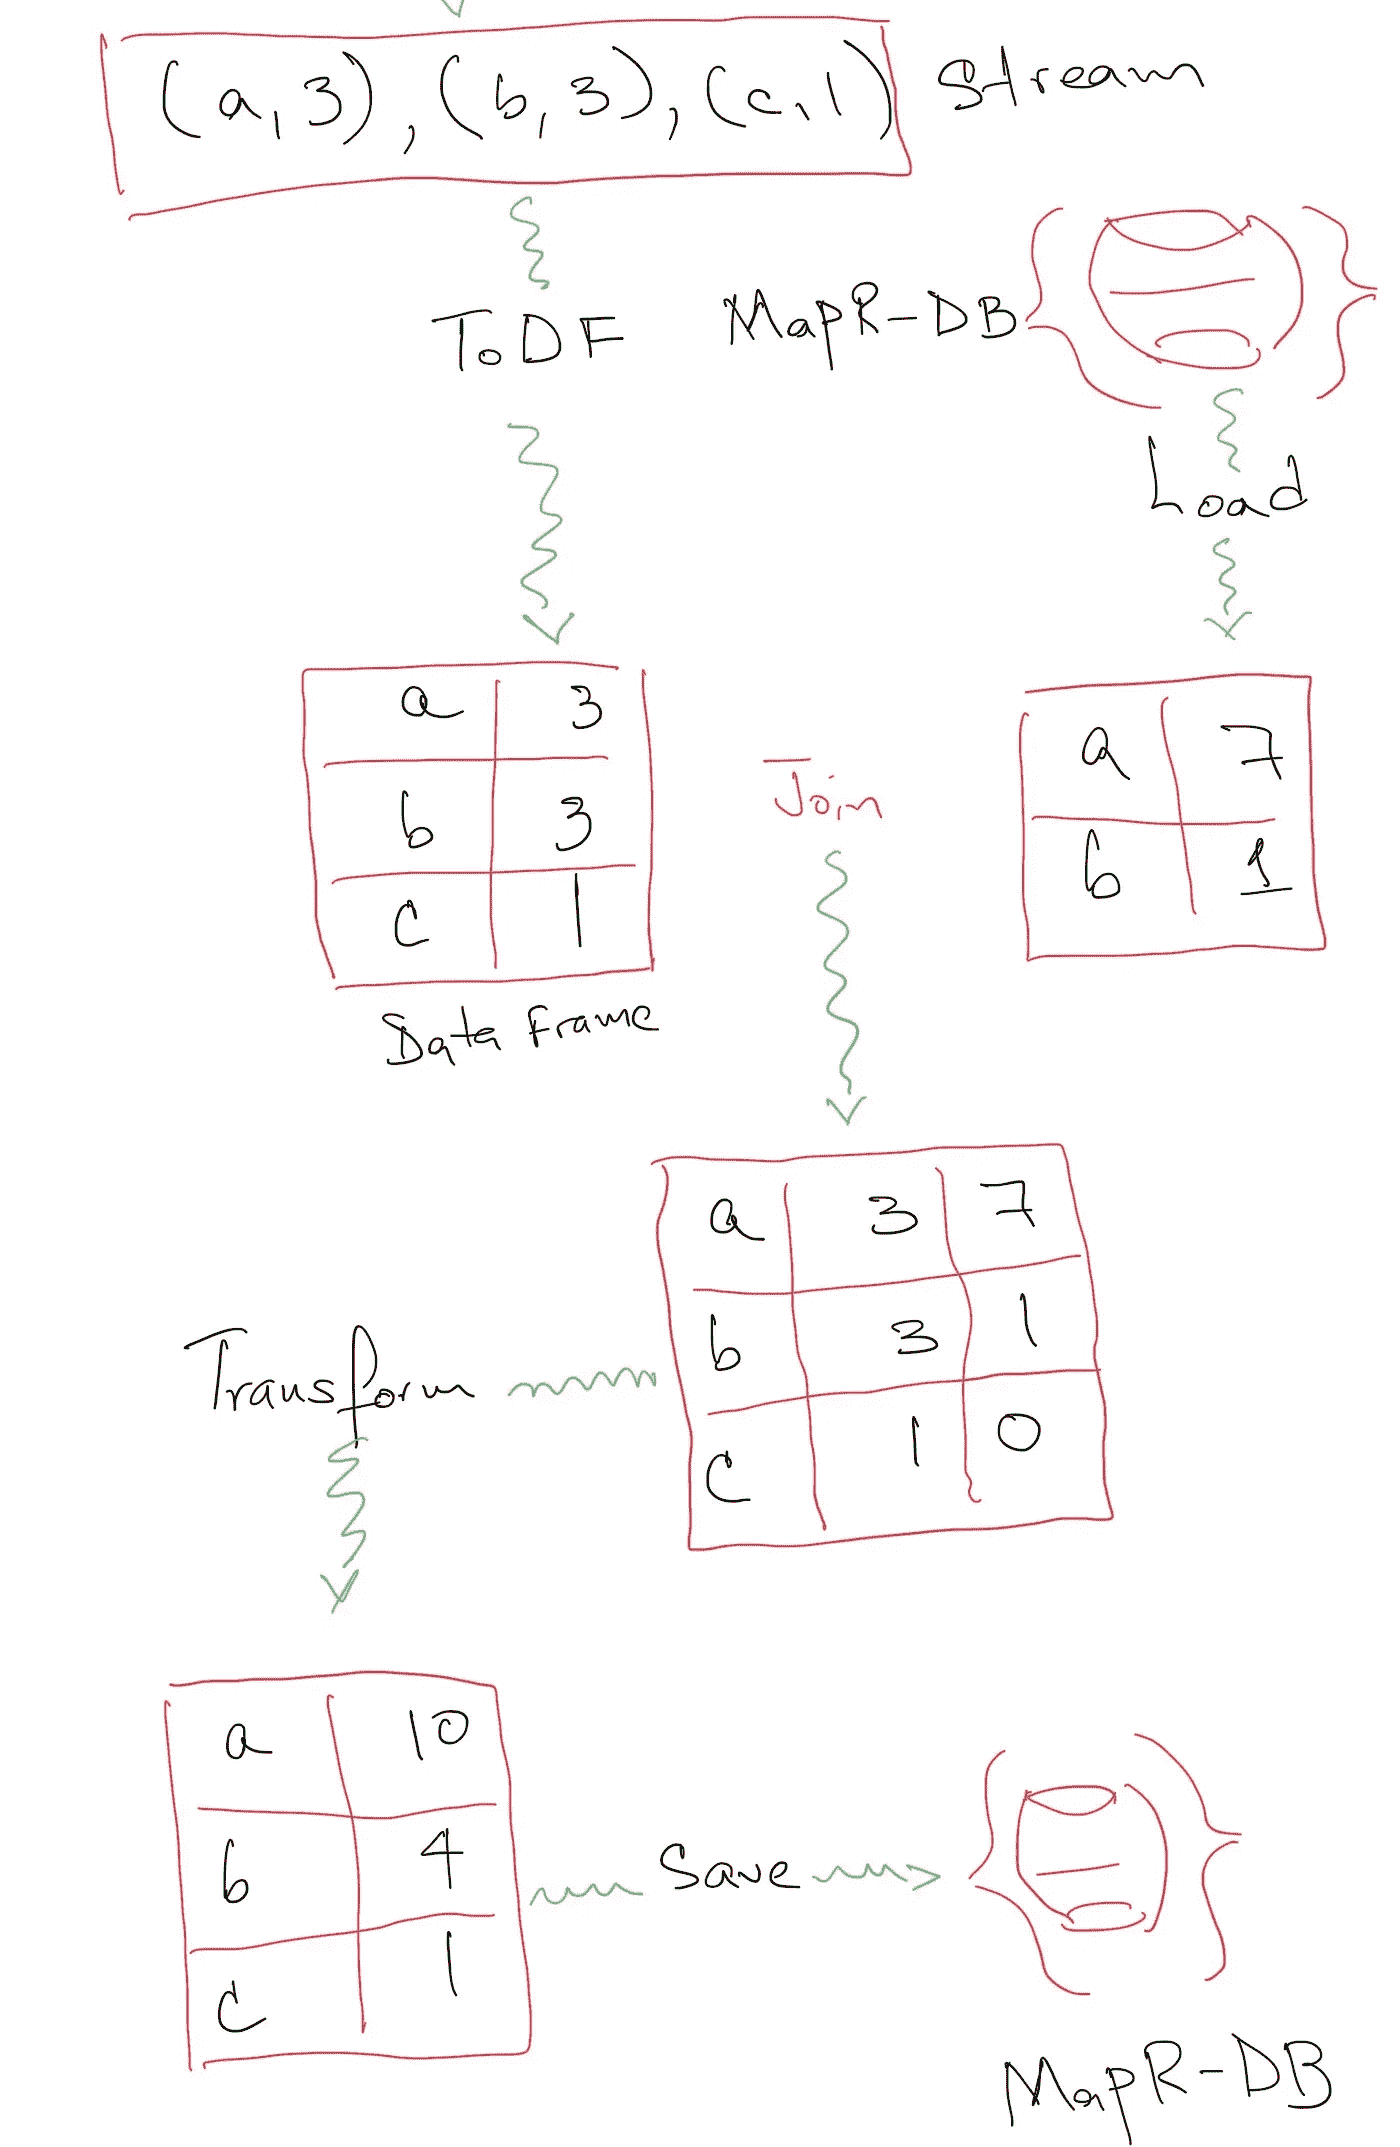 (a,3), (b,3), (c,1) Stream
ToDF
MapR-DB
Load
a 3
b 3
c 1
Data Frame
Join
a 7
b 1
a 3 7
b 3 1
c 1 0
Transform
a 10
b 4
c 1
Save
MapR-DB